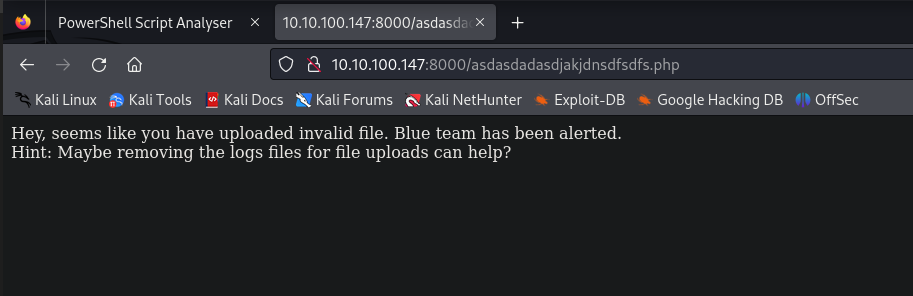 PowerShell Script Analyser
10.10.100.147:8000/asdasda
10.10.100.147:8000/asdasdadasdjakjdnsdfsdfs.php
Kali Linux Kali Tools Kali Docs Kali Forums Kali NetHunter Exploit-DB Google Hacking DB OffSec
Hey, seems like you have uploaded invalid file. Blue team has been alerted.
Hint: Maybe removing the logs files for file uploads can help?